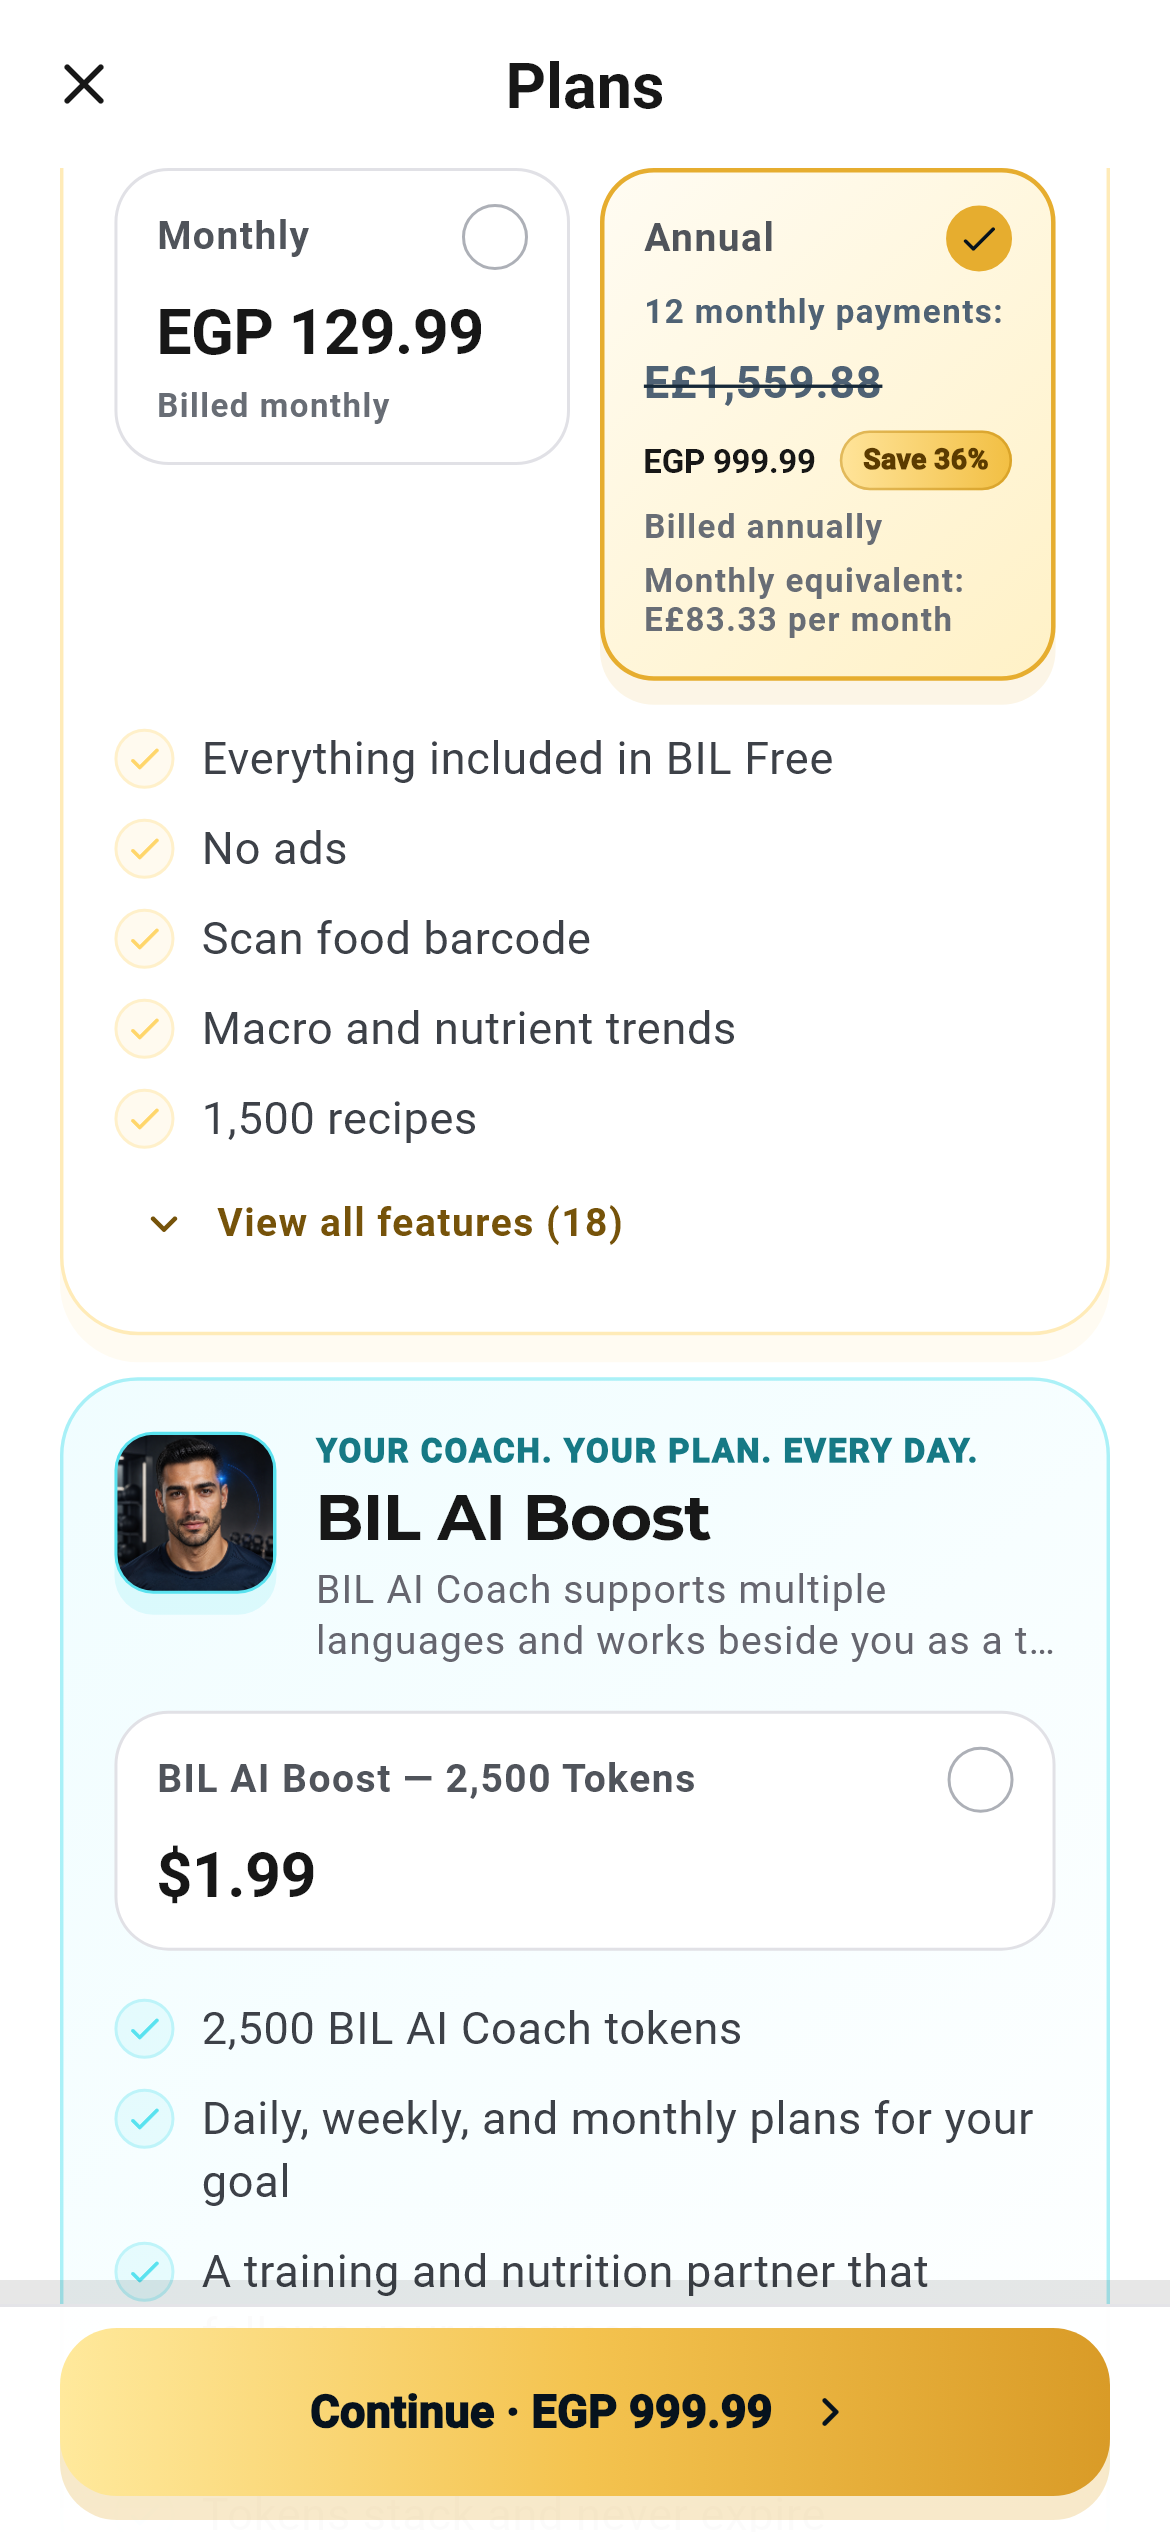 Plans
Monthly
EGP 129.99
Billed monthly
Annual
12 monthly payments:
E£1,559.88
EGP 999.99
Save 36%
Billed annually
Monthly equivalent:
E£83.33 per month
Everything included in BIL Free
No ads
Scan food barcode
Macro and nutrient trends
1,500 recipes
View all features (18)
YOUR COACH. YOUR PLAN. EVERY DAY.
BIL AI Boost
BIL AI Coach supports multiple
languages and works beside you as a t…
BIL AI Boost — 2,500 Tokens
$1.99
2,500 BIL AI Coach tokens
Daily, weekly, and monthly plans for your
goal
A training and nutrition partner that
Continue · EGP 999.99
Tokens stack and never expire